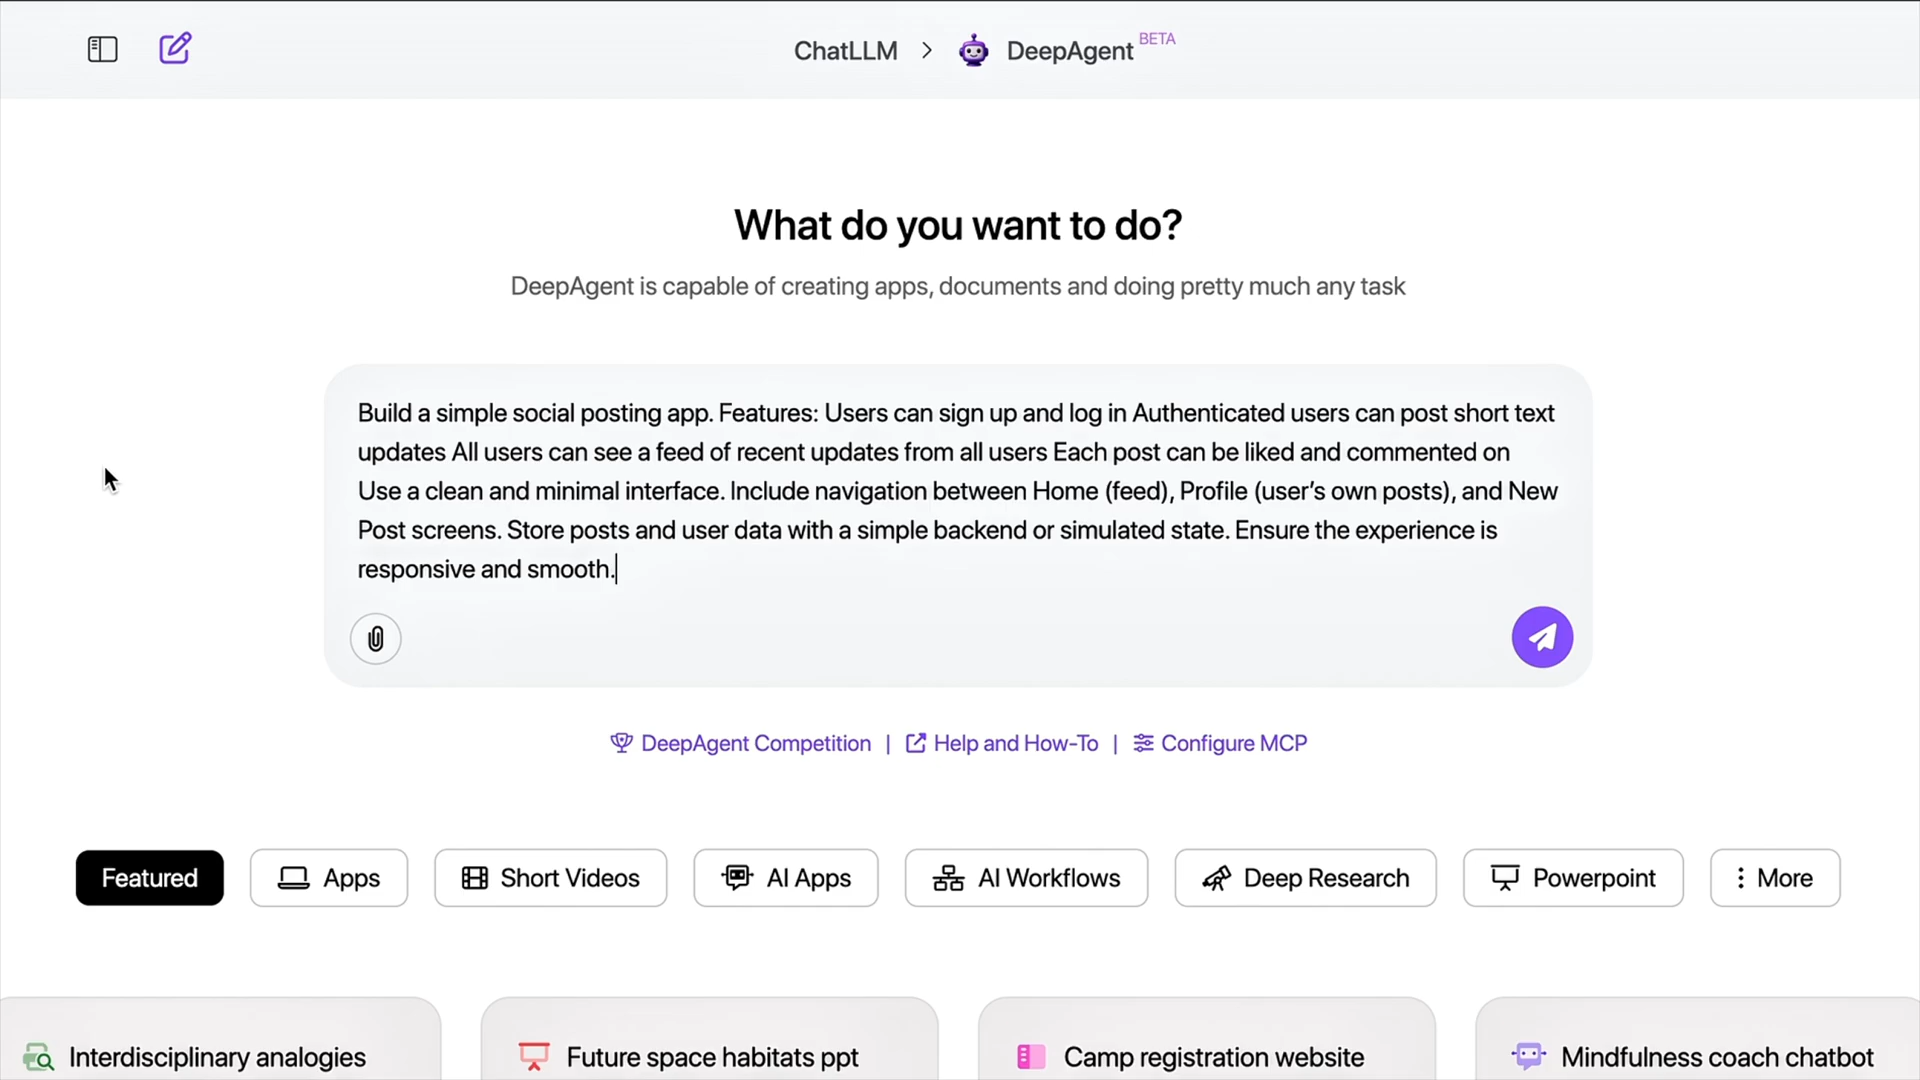 ChatLLM > DeepAgent BETA
What do you want to do?
DeepAgent is capable of creating apps, documents and doing pretty much any task
Build a simple social posting app. Features: Users can sign up and log in Authenticated users can post short text
updates All users can see a feed of recent updates from all users Each post can be liked and commented on
Use a clean and minimal interface. Include navigation between Home (feed), Profile (user’s own posts), and New
Post screens. Store posts and user data with a simple backend or simulated state. Ensure the experience is
responsive and smooth.
DeepAgent Competition | Help and How-To | Configure MCP
Featured Apps Short Videos AI Apps AI Workflows Deep Research Powerpoint More
Interdisciplinary analogies Future space habitats ppt Camp registration website Mindfulness coach chatbot